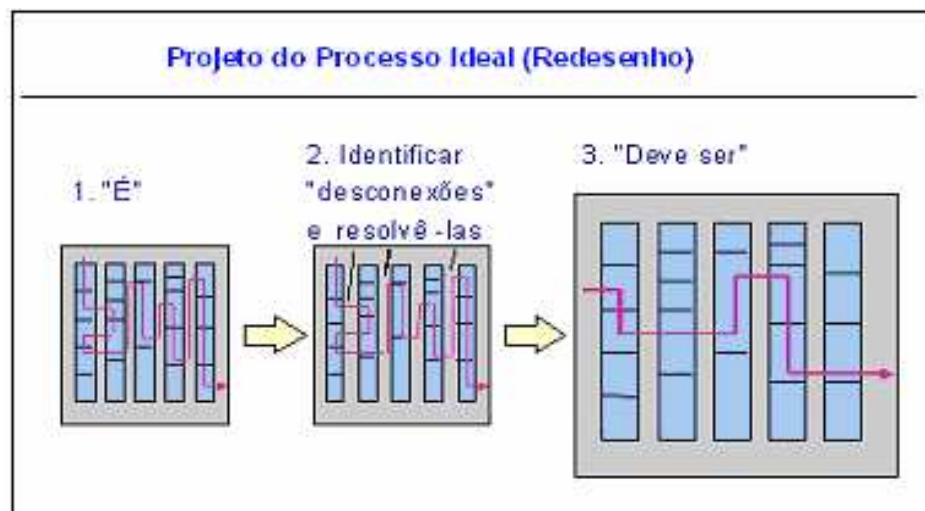 Projeto do Processo Ideal (Redesenho)
1. "É"
2. Identificar
"desconexões"
e resolvê-las
3. "Deve ser"